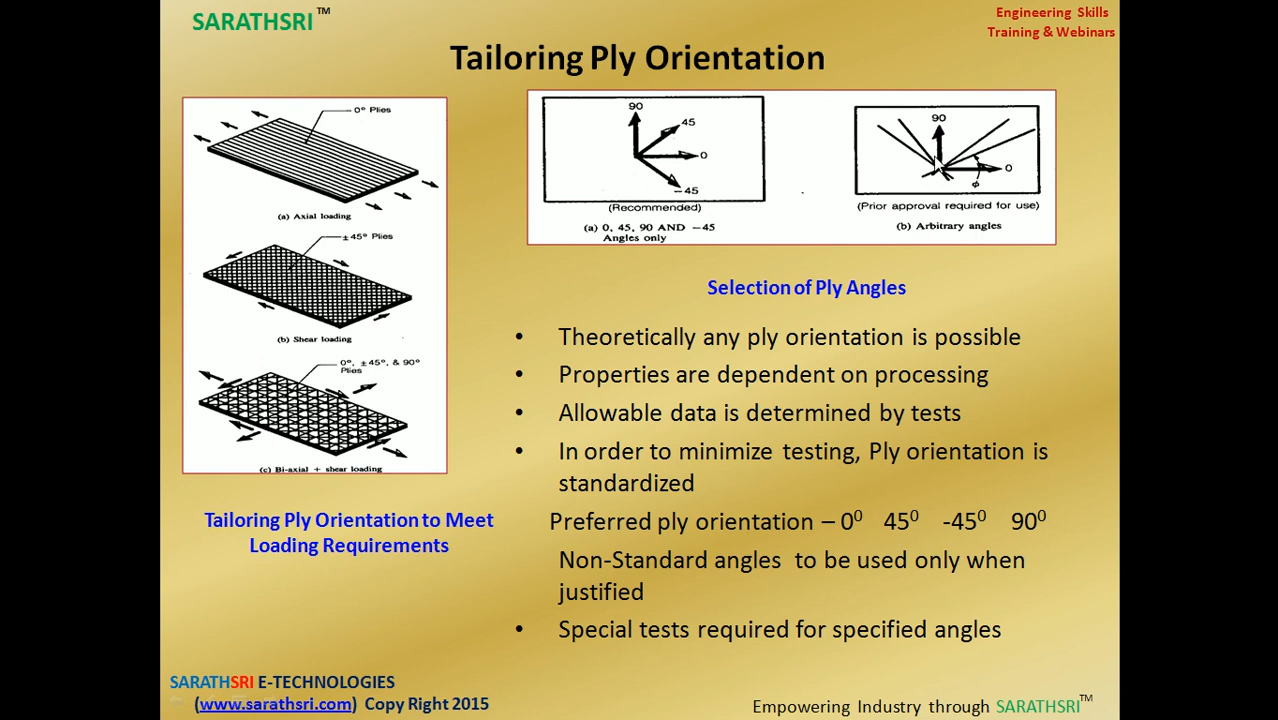 SARATHSRI™
Engineering Skills
Training & Webinars
Tailoring Ply Orientation
0° Plies
(a) Axial loading
±45° Plies
(b) Shear loading
0°, ±45°, & 90°
Plies
(c) Bi-axial + shear loading
Tailoring Ply Orientation to Meet
Loading Requirements
90
45
0
-45
(Recommended)
(a) 0, 45, 90 AND -45
Angles only
90
0
φ
(Prior approval required for use)
(b) Arbitrary angles
Selection of Ply Angles
• Theoretically any ply orientation is possible
• Properties are dependent on processing
• Allowable data is determined by tests
• In order to minimize testing, Ply orientation is
standardized
Preferred ply orientation – 0⁰ 45⁰ -45⁰ 90⁰
Non-Standard angles to be used only when
justified
• Special tests required for specified angles
SARATHSRI E-TECHNOLOGIES
(www.sarathsri.com) Copy Right 2015
Empowering Industry through SARATHSRI™